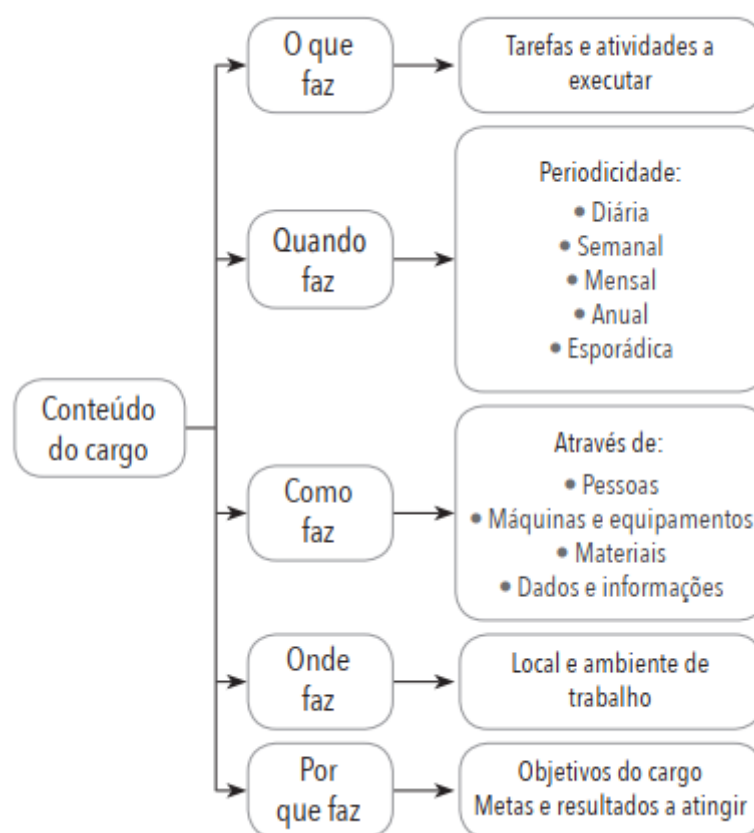 O que
faz
Tarefas e atividades a
executar
Quando
faz
Periodicidade:
• Diária
• Semanal
• Mensal
• Anual
• Esporádica
Conteúdo
do cargo
Como
faz
Através de:
• Pessoas
• Máquinas e equipamentos
• Materiais
• Dados e informações
Onde
faz
Local e ambiente de
trabalho
Por
que faz
Objetivos do cargo
Metas e resultados a atingir